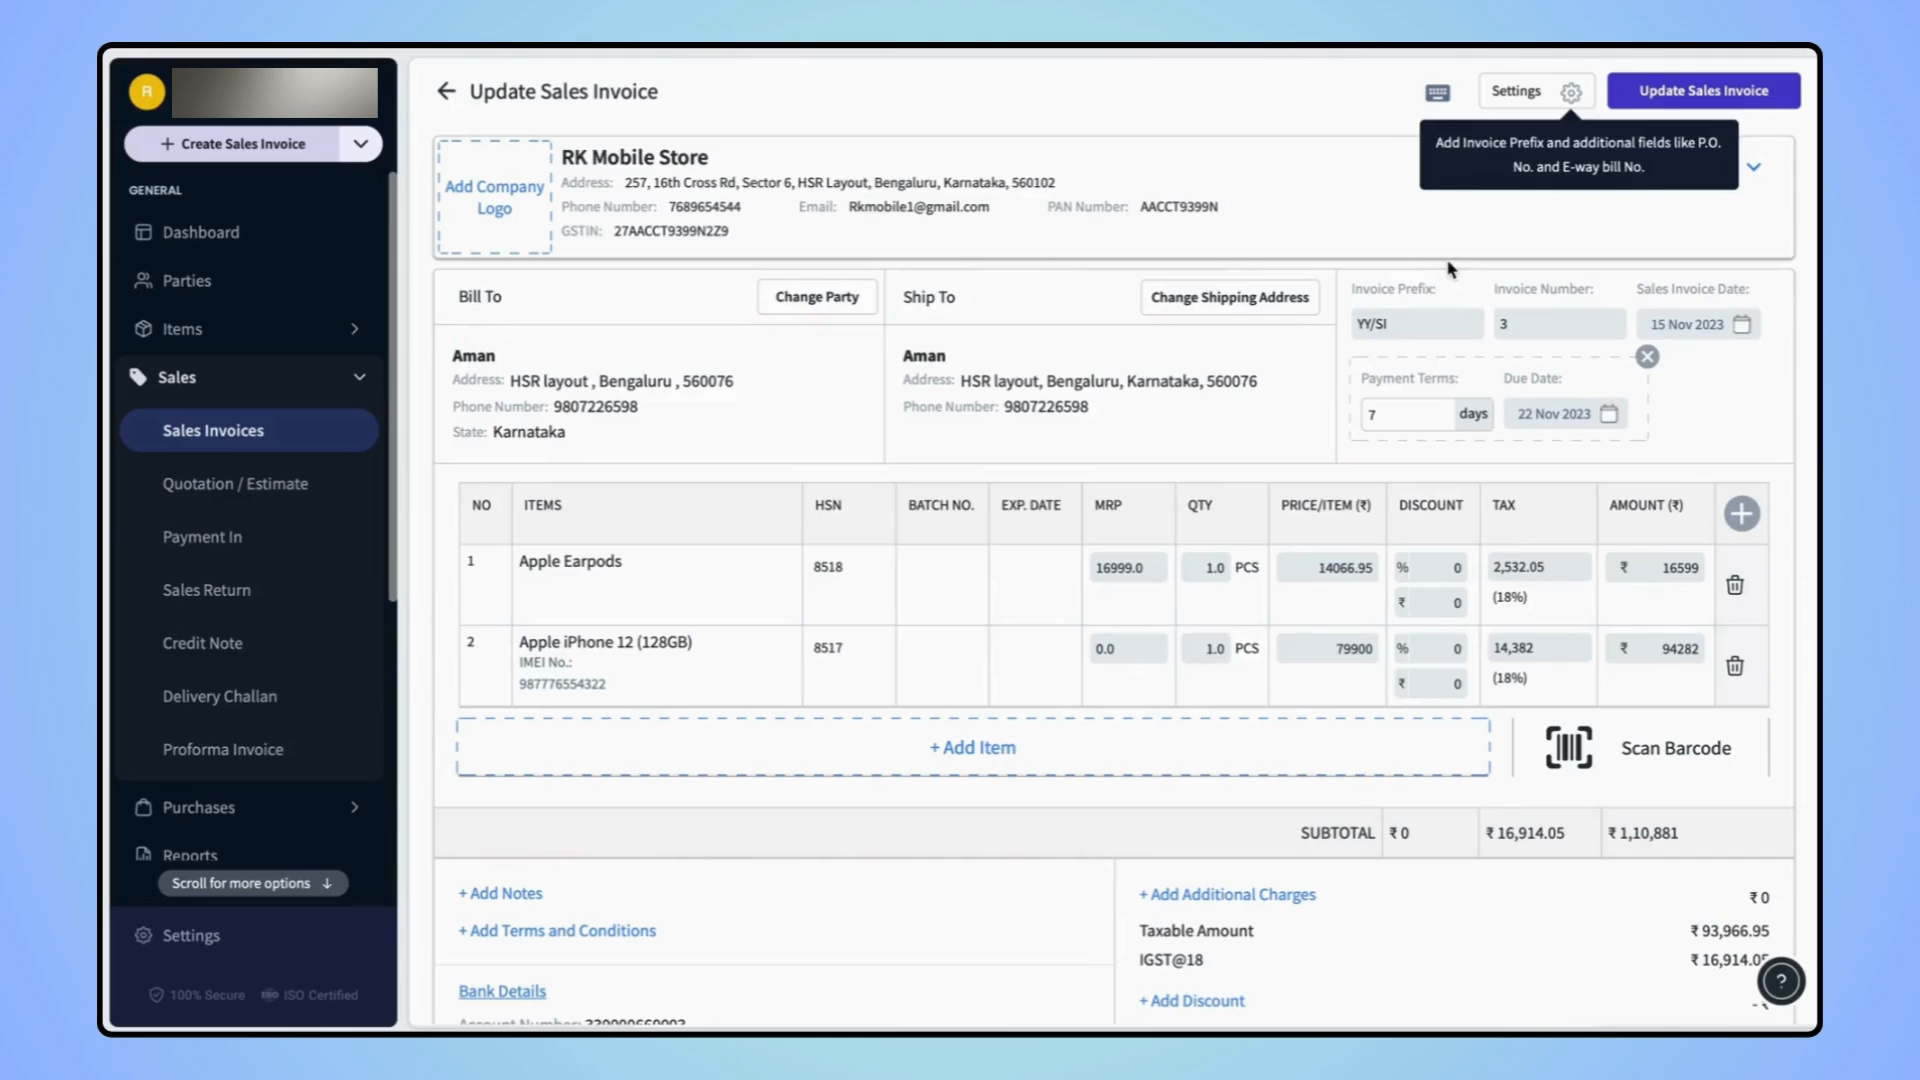 R
+ Create Sales Invoice
GENERAL
Dashboard
Parties
Items
Sales
Sales Invoices
Quotation / Estimate
Payment In
Sales Return
Credit Note
Delivery Challan
Proforma Invoice
Purchases
Reports
Scroll for more options ↓
Settings
100% Secure ISO Certified
← Update Sales Invoice
Settings
Update Sales Invoice
Add Invoice Prefix and additional fields like P.O.
No. and E-way bill No.
Add Company
Logo
RK Mobile Store
Address: 257, 16th Cross Rd, Sector 6, HSR Layout, Bengaluru, Karnataka, 560102
Phone Number: 7689654544 Email: Rkmobile1@gmail.com PAN Number: AACCT9399N
GSTIN: 27AACCT9399N2Z9
Bill To Change Party
Aman
Address: HSR layout , Bengaluru , 560076
Phone Number: 9807226598
State: Karnataka
Ship To Change Shipping Address
Aman
Address: HSR layout, Bengaluru, Karnataka, 560076
Phone Number: 9807226598
Invoice Prefix: Invoice Number: Sales Invoice Date:
YY/SI 3 15 Nov 2023
Payment Terms: Due Date:
7 days 22 Nov 2023
NO ITEMS HSN BATCH NO. EXP. DATE MRP QTY PRICE/ITEM (₹) DISCOUNT TAX AMOUNT (₹)
1 Apple Earpods 8518 16999.0 1.0 PCS 14066.95 % 0 2,532.05 ₹ 16599
₹ 0 (18%)
2 Apple iPhone 12 (128GB) 8517 0.0 1.0 PCS 79900 % 0 14,382 ₹ 94282
IMEI No.:
987776554322 ₹ 0 (18%)
+ Add Item Scan Barcode
SUBTOTAL ₹ 0 ₹ 16,914.05 ₹ 1,10,881
+ Add Notes
+ Add Terms and Conditions
Bank Details
Account Number:
+ Add Additional Charges ₹ 0
Taxable Amount ₹ 93,966.95
IGST@18 ₹ 16,914.05
+ Add Discount - ₹
?